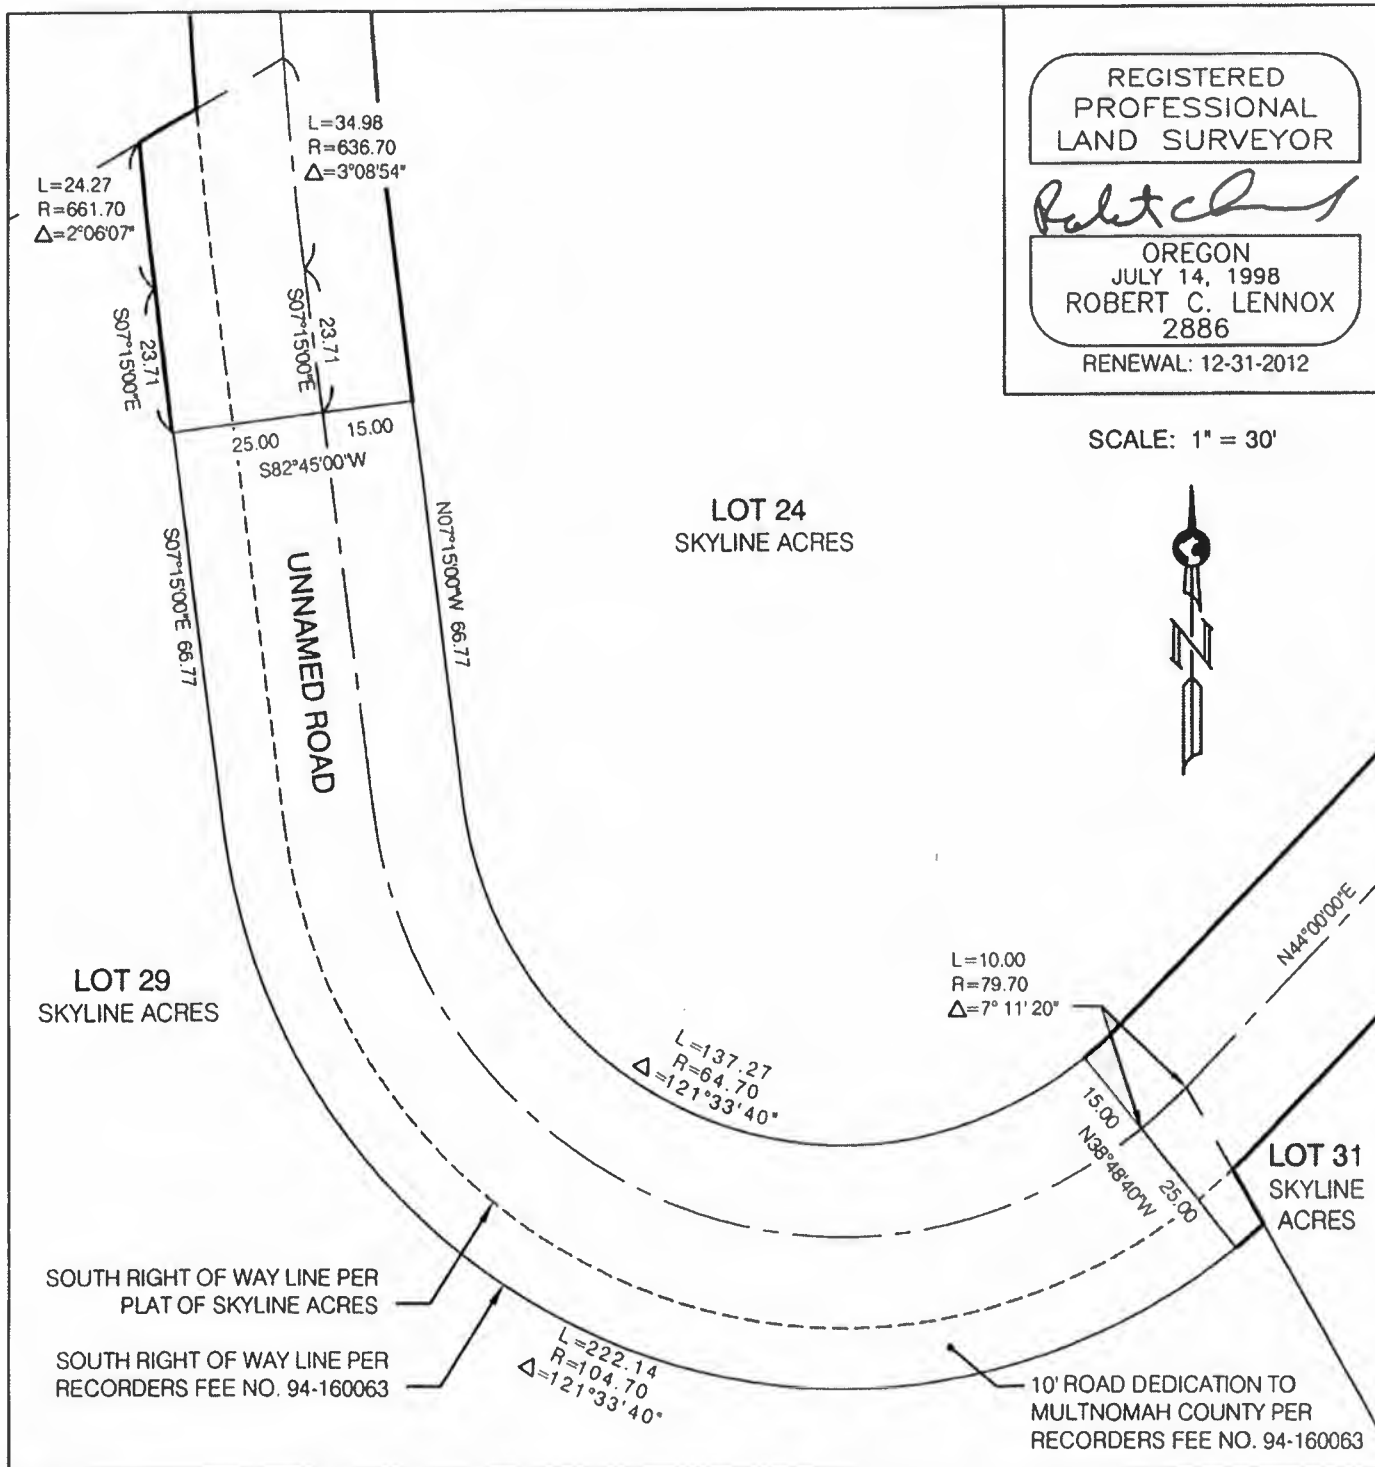 REGISTERED
PROFESSIONAL
LAND SURVEYOR
OREGON
JULY 14, 1998
ROBERT C. LENNOX
2886
RENEWAL: 12-31-2012
SCALE: 1" = 30'
N
L=34.98
R=636.70
Δ=3°08'54"
L=24.27
R=661.70
Δ=2°06'07"
23.71
S07°15'00"E
23.71
S07°15'00"E
25.00
15.00
S82°45'00"W
S07°15'00"E 66.77
N07°15'00"W 66.77
UNNAMED ROAD
LOT 24
SKYLINE ACRES
LOT 29
SKYLINE ACRES
L=137.27
R=64.70
Δ=121°33'40"
L=10.00
R=79.70
Δ=7° 11' 20"
N44°00'00"E
15.00
N38°48'40"W
25.00
LOT 31
SKYLINE
ACRES
SOUTH RIGHT OF WAY LINE PER
PLAT OF SKYLINE ACRES
SOUTH RIGHT OF WAY LINE PER
RECORDERS FEE NO. 94-160063
L=222.14
R=104.70
Δ=121°33'40"
10' ROAD DEDICATION TO
MULTNOMAH COUNTY PER
RECORDERS FEE NO. 94-160063